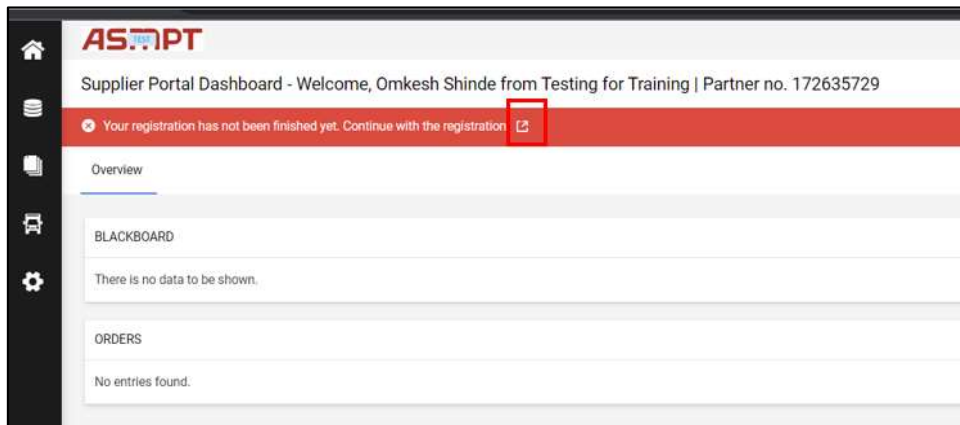 ASMPT
TEST
Supplier Portal Dashboard - Welcome, Omkesh Shinde from Testing for Training | Partner no. 172635729
Your registration has not been finished yet. Continue with the registration
Overview
BLACKBOARD
There is no data to be shown.
ORDERS
No entries found.